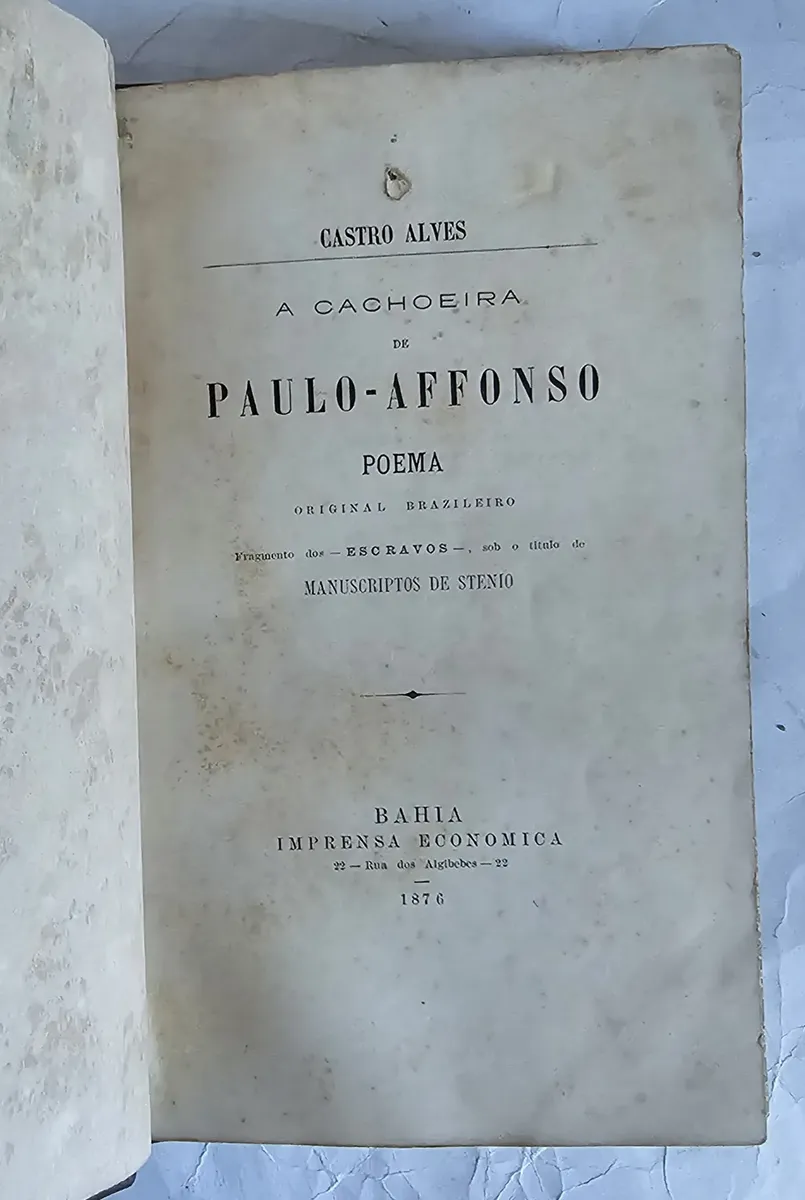 CASTRO ALVES
A CACHOEIRA
DE
PAULO-AFFONSO
POEMA
ORIGINAL BRAZILEIRO
Fragmento dos — ESCRAVOS —, sob o titulo de
MANUSCRIPTOS DE STENIO
BAHIA
IMPRENSA ECONOMICA
22 — Rua dos Algibebes — 22
1876